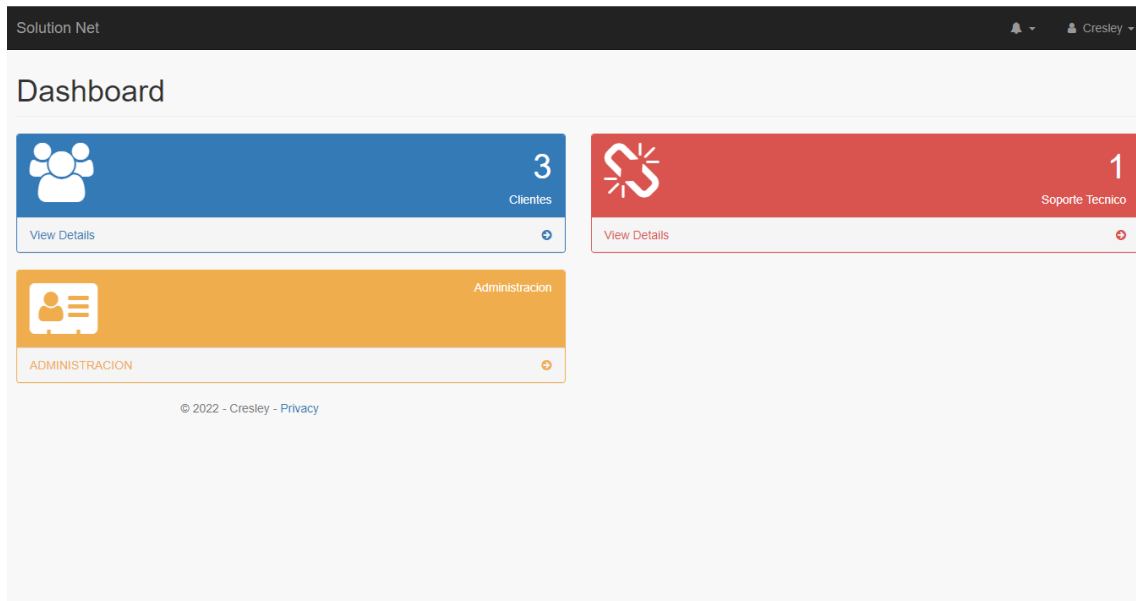 Solution Net
Cresley
Dashboard
3
Clientes
View Details
1
Soporte Tecnico
View Details
Administracion
ADMINISTRACION
© 2022 - Cresley - Privacy